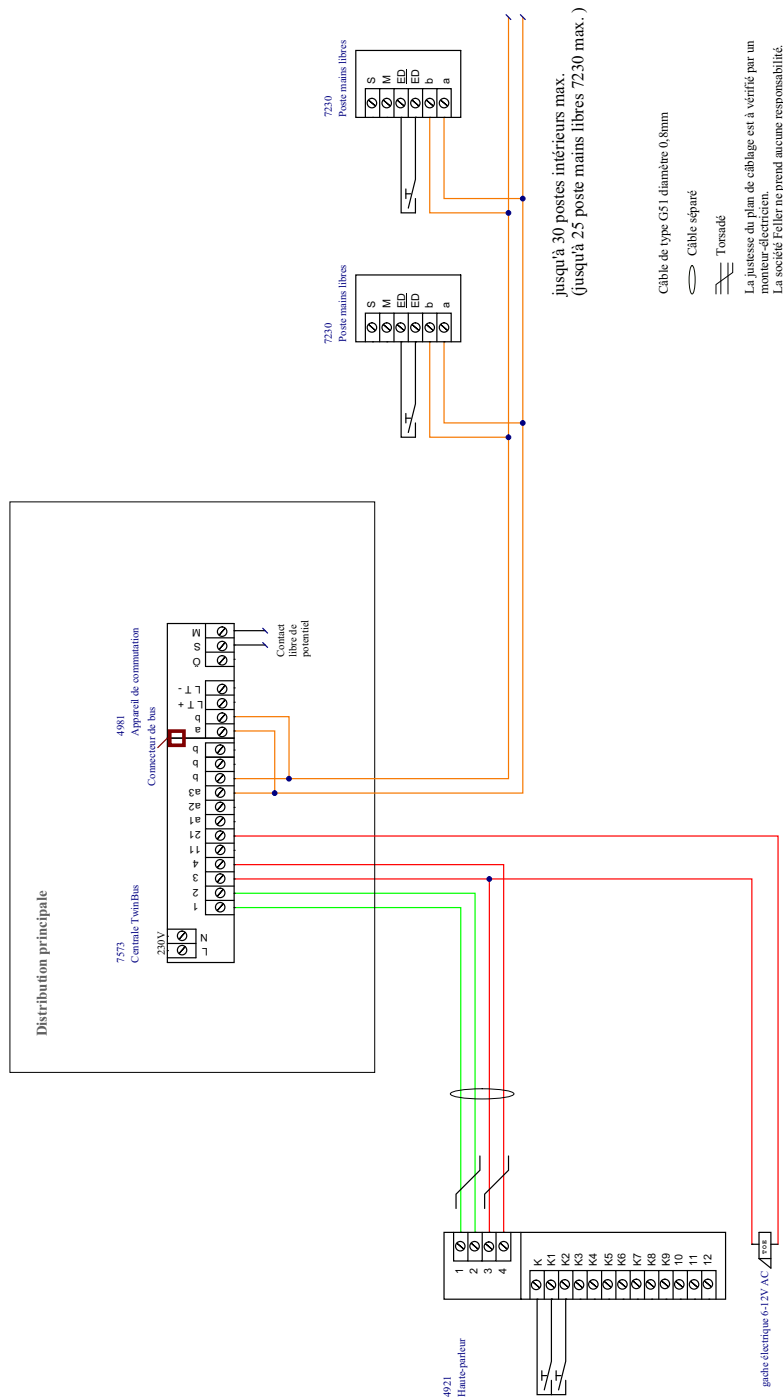 Distribution principale
7573
Centrale TwinBus
230V
L
N
1
2
3
4
11
21
a1
a2
a3
b
b
b
Connecteur de bus
4981
Appareil de commutation
a
b
LT +
LT -
Ö
S
M
Contact
libre de
potentiel
7230
Poste mains libres
S
M
ED
ED
b
a
7230
Poste mains libres
S
M
ED
ED
b
a
jusqu'à 30 postes intérieurs max.
(jusqu'à 25 poste mains libres 7230 max. )
Câble de type G51 diamètre 0,8mm
Câble séparé
Torsadé
La justesse du plan de câblage est à vérifié par un
monteur-électricien.
La société Feller ne prend aucune responsabilité.
4921
Haute-parleur
1
2
3
4
K
K1
K2
K3
K4
K5
K6
K7
K8
K9
10
11
12
gache électrique 6-12V AC
TOE